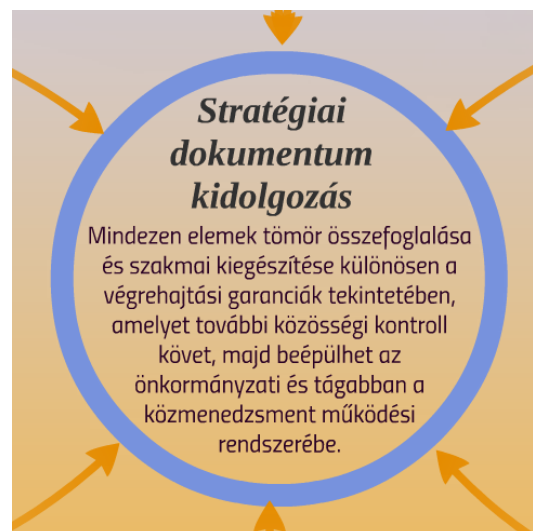 Stratégiai
dokumentum
kidolgozás
Mindezen elemek tömör összefoglalása
és szakmai kiegészítése különösen a
végrehajtási garanciák tekintetében,
amelyet további közösségi kontroll
követ, majd beépülhet az
önkormányzati és tágabban a
közmenedzsment működési
rendszerébe.